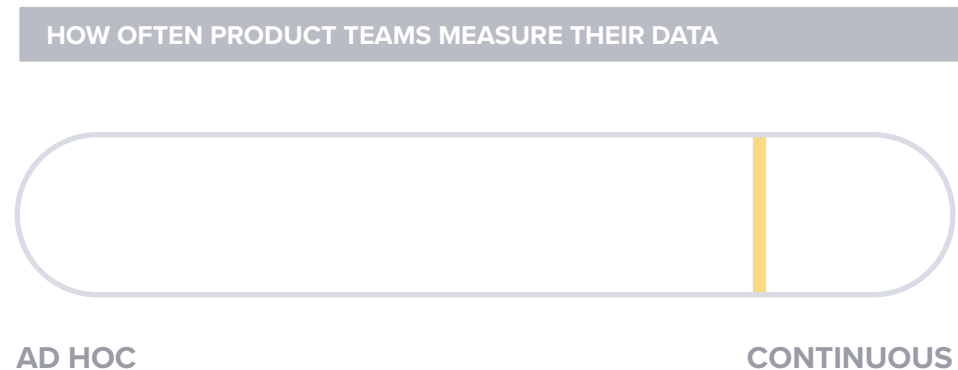 HOW OFTEN PRODUCT TEAMS MEASURE THEIR DATA
AD HOC CONTINUOUS